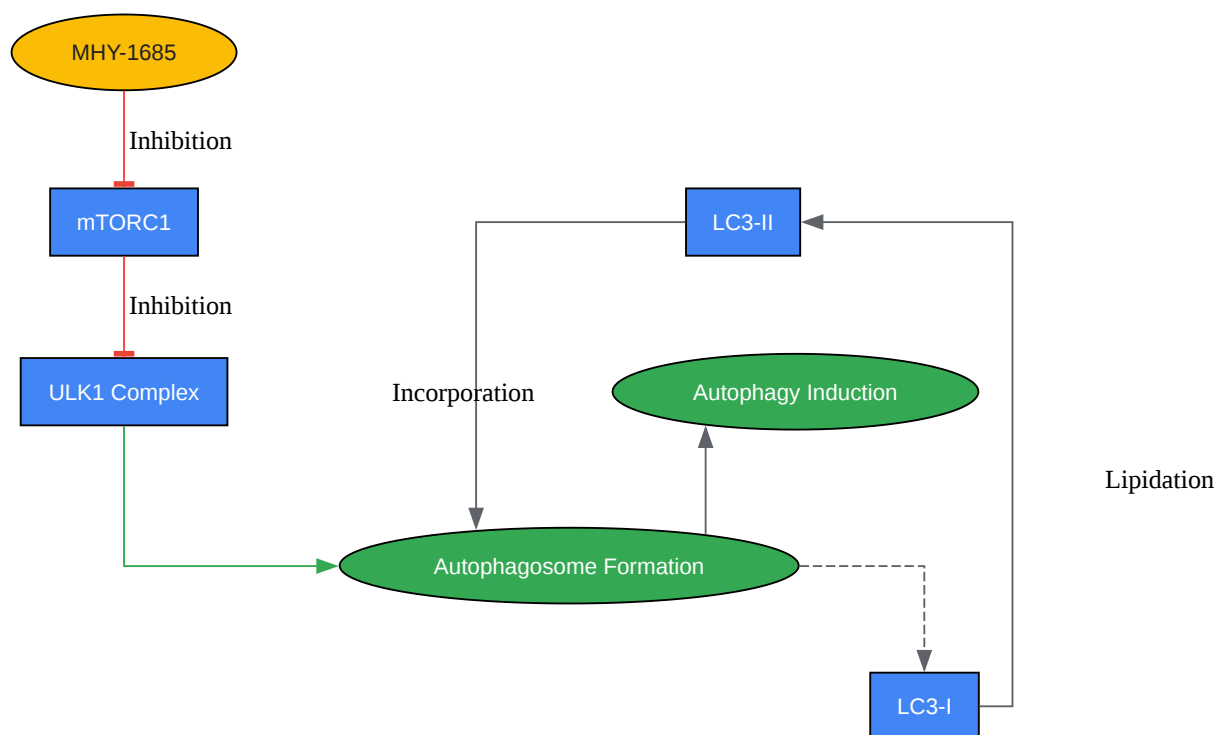 MHY-1685
Inhibition
mTORC1
LC3-II
Inhibition
ULK1 Complex
Incorporation
Autophagy Induction
Lipidation
Autophagosome Formation
LC3-I